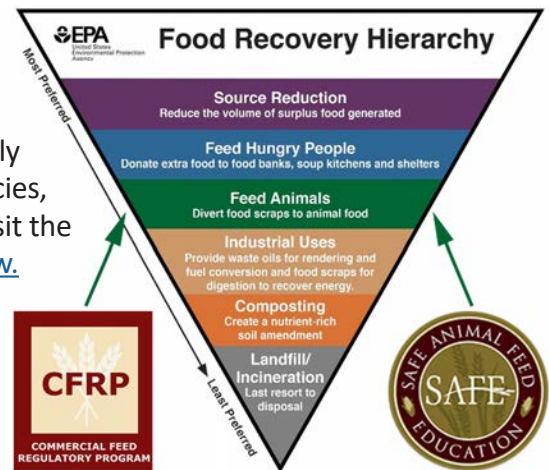 EPA
United States
Environmental Protection
Agency
Food Recovery Hierarchy
Most Preferred
Source Reduction
Reduce the volume of surplus food generated
Feed Hungry People
Donate extra food to food banks, soup kitchens and shelters
Feed Animals
Divert food scraps to animal food
Industrial Uses
Provide waste oils for rendering and
fuel conversion and food scraps for
digestion to recover energy.
Composting
Create a nutrient-rich
soil amendment
Landfill/
Incineration
Last resort to
disposal
Least Preferred
ly
cies,
sit the
w.
CFRP
COMMERCIAL FEED
REGULATORY PROGRAM
SAFE ANIMAL FEED
SAFE
EDUCATION